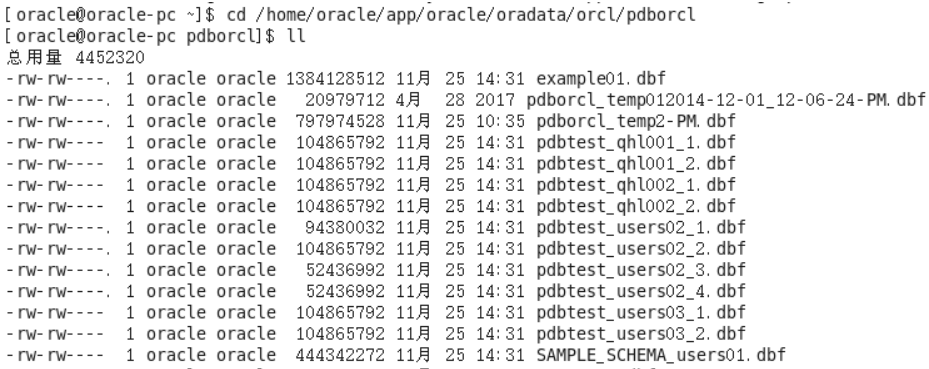 [oracle@oracle-pc ~]$ cd /home/oracle/app/oracle/oradata/orcl/pdborcl
[oracle@oracle-pc pdborcl]$ ll
总用量 4452320
-rw-rw----. 1 oracle oracle 1384128512 11月 25 14:31 example01.dbf
-rw-rw----. 1 oracle oracle 20979712 4月 28 2017 pdborcl_temp012014-12-01_12-06-24-PM.dbf
-rw-rw----. 1 oracle oracle 797974528 11月 25 10:35 pdborcl_temp2-PM.dbf
-rw-rw----. 1 oracle oracle 104865792 11月 25 14:31 pdbtest_qhl001_1.dbf
-rw-rw---- 1 oracle oracle 104865792 11月 25 14:31 pdbtest_qhl001_2.dbf
-rw-rw---- 1 oracle oracle 104865792 11月 25 14:31 pdbtest_qhl002_1.dbf
-rw-rw---- 1 oracle oracle 104865792 11月 25 14:31 pdbtest_qhl002_2.dbf
-rw-rw----. 1 oracle oracle 94380032 11月 25 14:31 pdbtest_users02_1.dbf
-rw-rw----. 1 oracle oracle 104865792 11月 25 14:31 pdbtest_users02_2.dbf
-rw-rw----. 1 oracle oracle 52436992 11月 25 14:31 pdbtest_users02_3.dbf
-rw-rw----. 1 oracle oracle 52436992 11月 25 14:31 pdbtest_users02_4.dbf
-rw-rw----. 1 oracle oracle 104865792 11月 25 14:31 pdbtest_users03_1.dbf
-rw-rw----. 1 oracle oracle 104865792 11月 25 14:31 pdbtest_users03_2.dbf
-rw-rw---- 1 oracle oracle 444342272 11月 25 14:31 SAMPLE_SCHEMA_users01.dbf